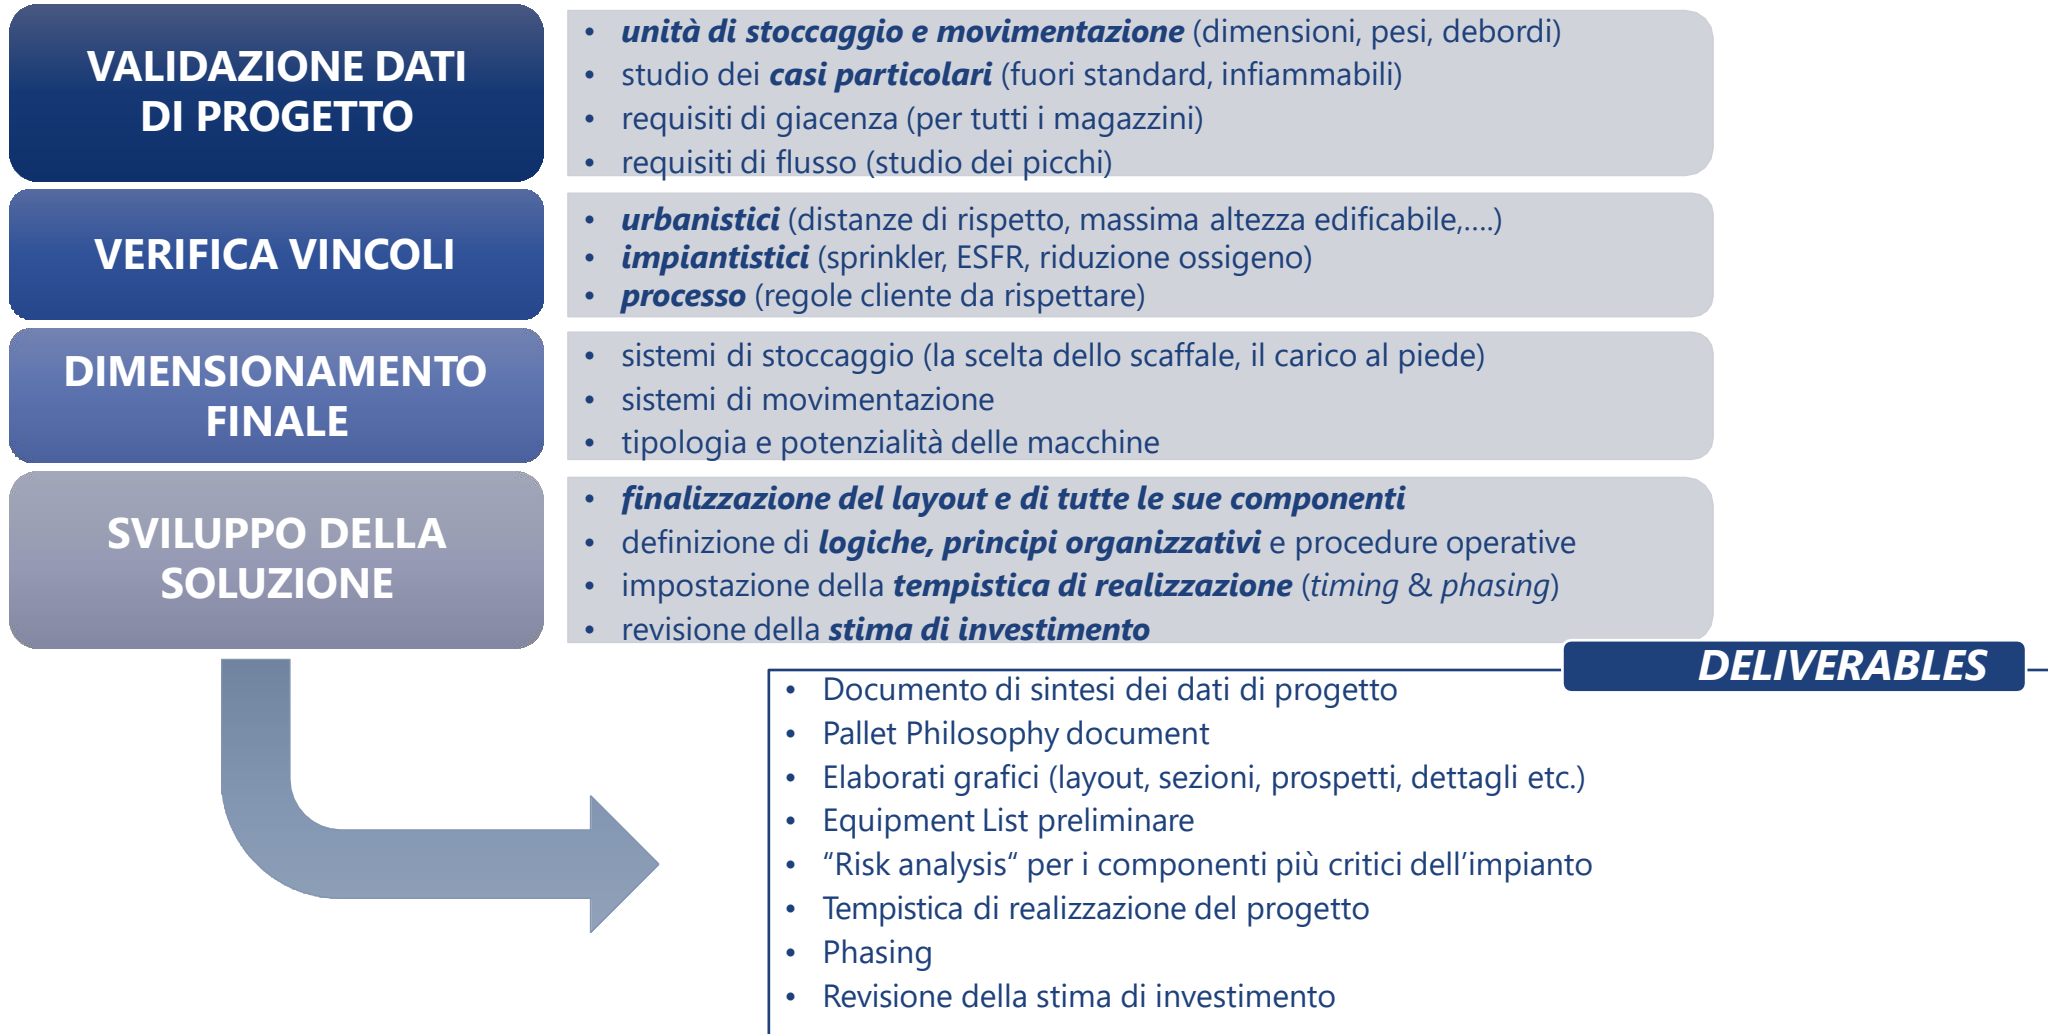 VALIDAZIONE DATI
DI PROGETTO
• unità di stoccaggio e movimentazione (dimensioni, pesi, debordi)
• studio dei casi particolari (fuori standard, infiammabili)
• requisiti di giacenza (per tutti i magazzini)
• requisiti di flusso (studio dei picchi)
VERIFICA VINCOLI
• urbanistici (distanze di rispetto, massima altezza edificabile,....)
• impiantistici (sprinkler, ESFR, riduzione ossigeno)
• processo (regole cliente da rispettare)
DIMENSIONAMENTO
FINALE
• sistemi di stoccaggio (la scelta dello scaffale, il carico al piede)
• sistemi di movimentazione
• tipologia e potenzialità delle macchine
SVILUPPO DELLA
SOLUZIONE
• finalizzazione del layout e di tutte le sue componenti
• definizione di logiche, principi organizzativi e procedure operative
• impostazione della tempistica di realizzazione (timing & phasing)
• revisione della stima di investimento
DELIVERABLES
• Documento di sintesi dei dati di progetto
• Pallet Philosophy document
• Elaborati grafici (layout, sezioni, prospetti, dettagli etc.)
• Equipment List preliminare
• “Risk analysis“ per i componenti più critici dell’impianto
• Tempistica di realizzazione del progetto
• Phasing
• Revisione della stima di investimento